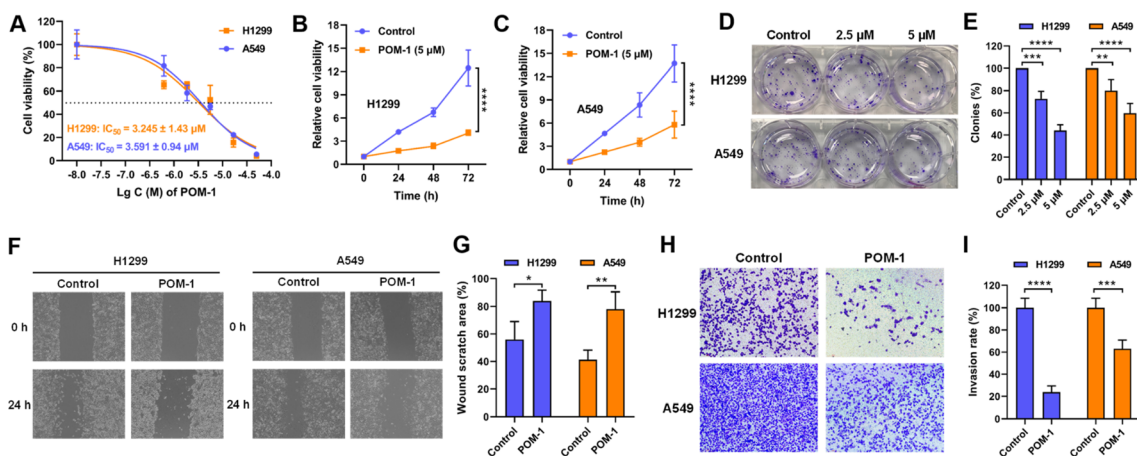 A
Cell viability (%)
120
100
80
60
40
20
0
H1299
A549
H1299: IC50 = 3.245 ± 1.43 μM
A549: IC50 = 3.591 ± 0.94 μM
-8.0 -7.5 -7.0 -6.5 -6.0 -5.5 -5.0 -4.5 -4.0
Lg C (M) of POM-1
B
Relative cell viability
18
15
12
9
6
3
0
Control
POM-1 (5 μM)
H1299
****
0 24 48 72
Time (h)
C
Relative cell viability
18
15
12
9
6
3
0
Control
POM-1 (5 μM)
A549
****
0 24 48 72
Time (h)
D
Control 2.5 μM 5 μM
H1299
A549
E
H1299 A549
Clonies (%)
140
120
100
80
60
40
20
0
****
***
****
**
Control 2.5 μM 5 μM Control 2.5 μM 5 μM
F
H1299 A549
Control POM-1 Control POM-1
0 h 0 h
24 h 24 h
G
H1299 A549
Wound scratch area (%)
100
80
60
40
20
0
*
**
Control POM-1 Control POM-1
H
Control POM-1
H1299
A549
I
H1299 A549
Invasion rate (%)
140
120
100
80
60
40
20
0
****
***
Control POM-1 Control POM-1